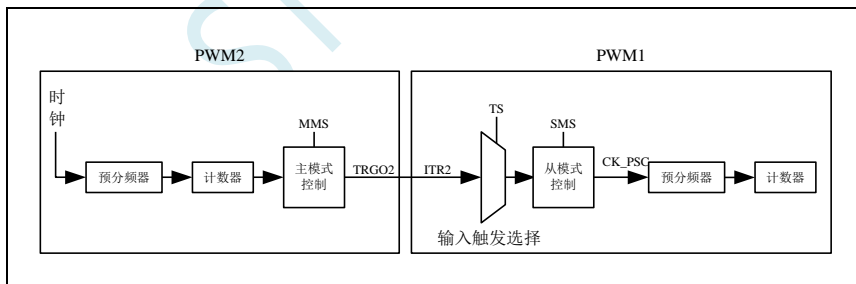 PWM2
PWM1
时
钟
MMS
TS
SMS
预分频器
计数器
主模式
控制
TRGO2
ITR2
从模式
控制
CK_PSC
预分频器
计数器
输入触发选择